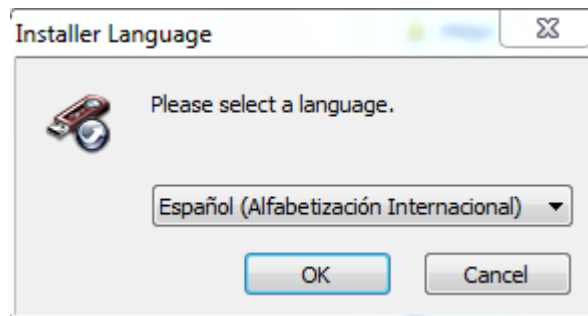 Installer Language
Please select a language.
Español (Alfabetización Internacional)
OK Cancel